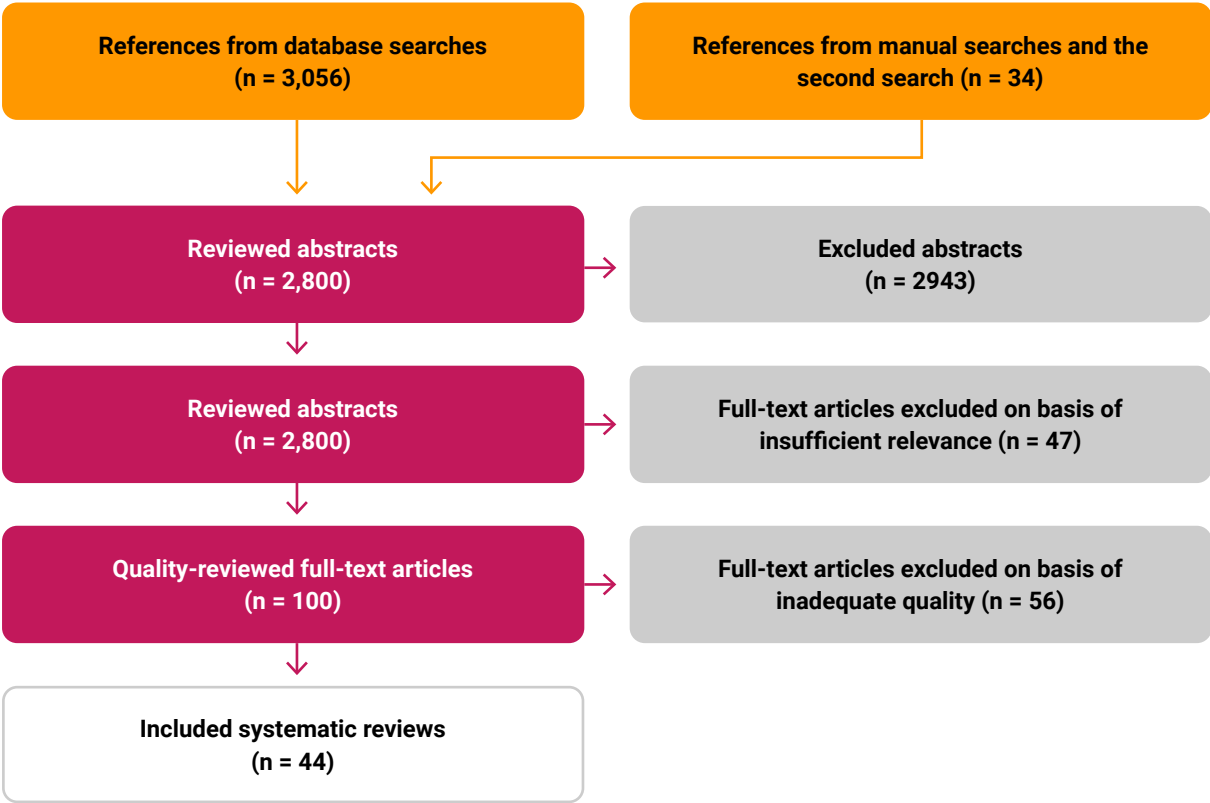 References from database searches
(n = 3,056)
References from manual searches and the
second search (n = 34)
Reviewed abstracts
(n = 2,800)
Excluded abstracts
(n = 2943)
Reviewed abstracts
(n = 2,800)
Full-text articles excluded on basis of
insufficient relevance (n = 47)
Quality-reviewed full-text articles
(n = 100)
Full-text articles excluded on basis of
inadequate quality (n = 56)
Included systematic reviews
(n = 44)